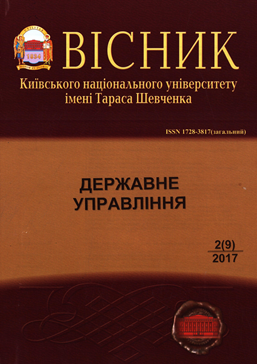 ВІСНИК
Київського національного університету
імені Тараса Шевченка
ISSN 1728-3817(загальний)
ДЕРЖАВНЕ
УПРАВЛІННЯ
2(9)
2017